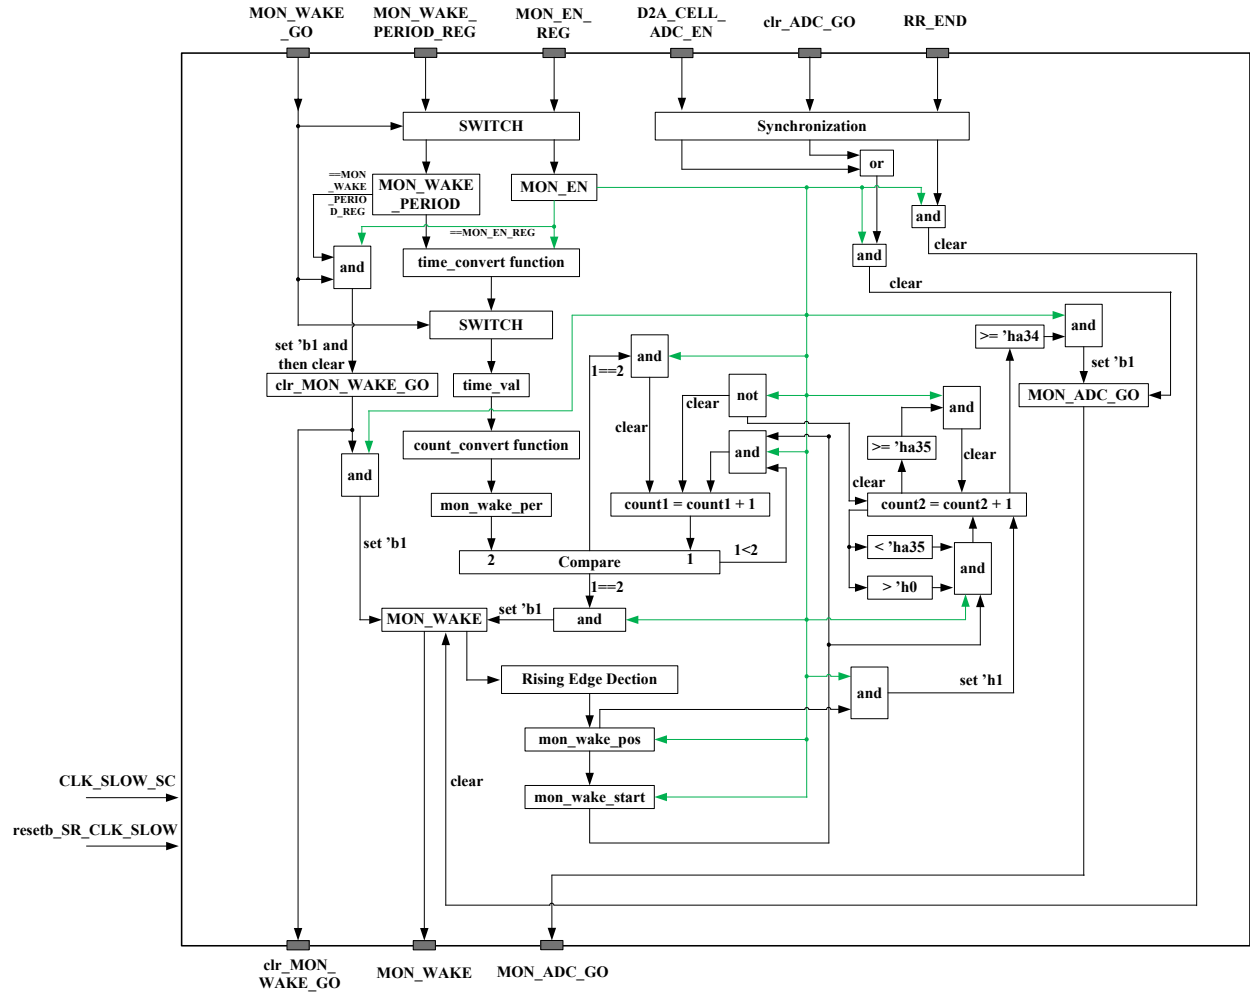 MON_WAKE
_GO
MON_WAKE_
PERIOD_REG
MON_EN_
REG
D2A_CELL_
ADC_EN
clr_ADC_GO
RR_END
SWITCH
Synchronization
or
==MON
_WAKE
_PERIO
D_REG
MON_WAKE
_PERIOD
MON_EN
and
clear
==MON_EN_REG
and
time_convert function
and
clear
SWITCH
>= 'ha34
and
set 'b1 and
then clear
and
1==2
set 'b1
clr_MON_WAKE_GO
time_val
not
clear
and
MON_ADC_GO
clear
count_convert function
and
>= 'ha35
clear
and
clear
mon_wake_per
count1 = count1 + 1
count2 = count2 + 1
set 'b1
2
Compare
1
1<2
< 'ha35
and
> 'h0
1==2
MON_WAKE
set 'b1
and
Rising Edge Dection
and
set 'h1
mon_wake_pos
CLK_SLOW_SC
clear
mon_wake_start
resetb_SR_CLK_SLOW
clr_MON_
WAKE_GO
MON_WAKE
MON_ADC_GO